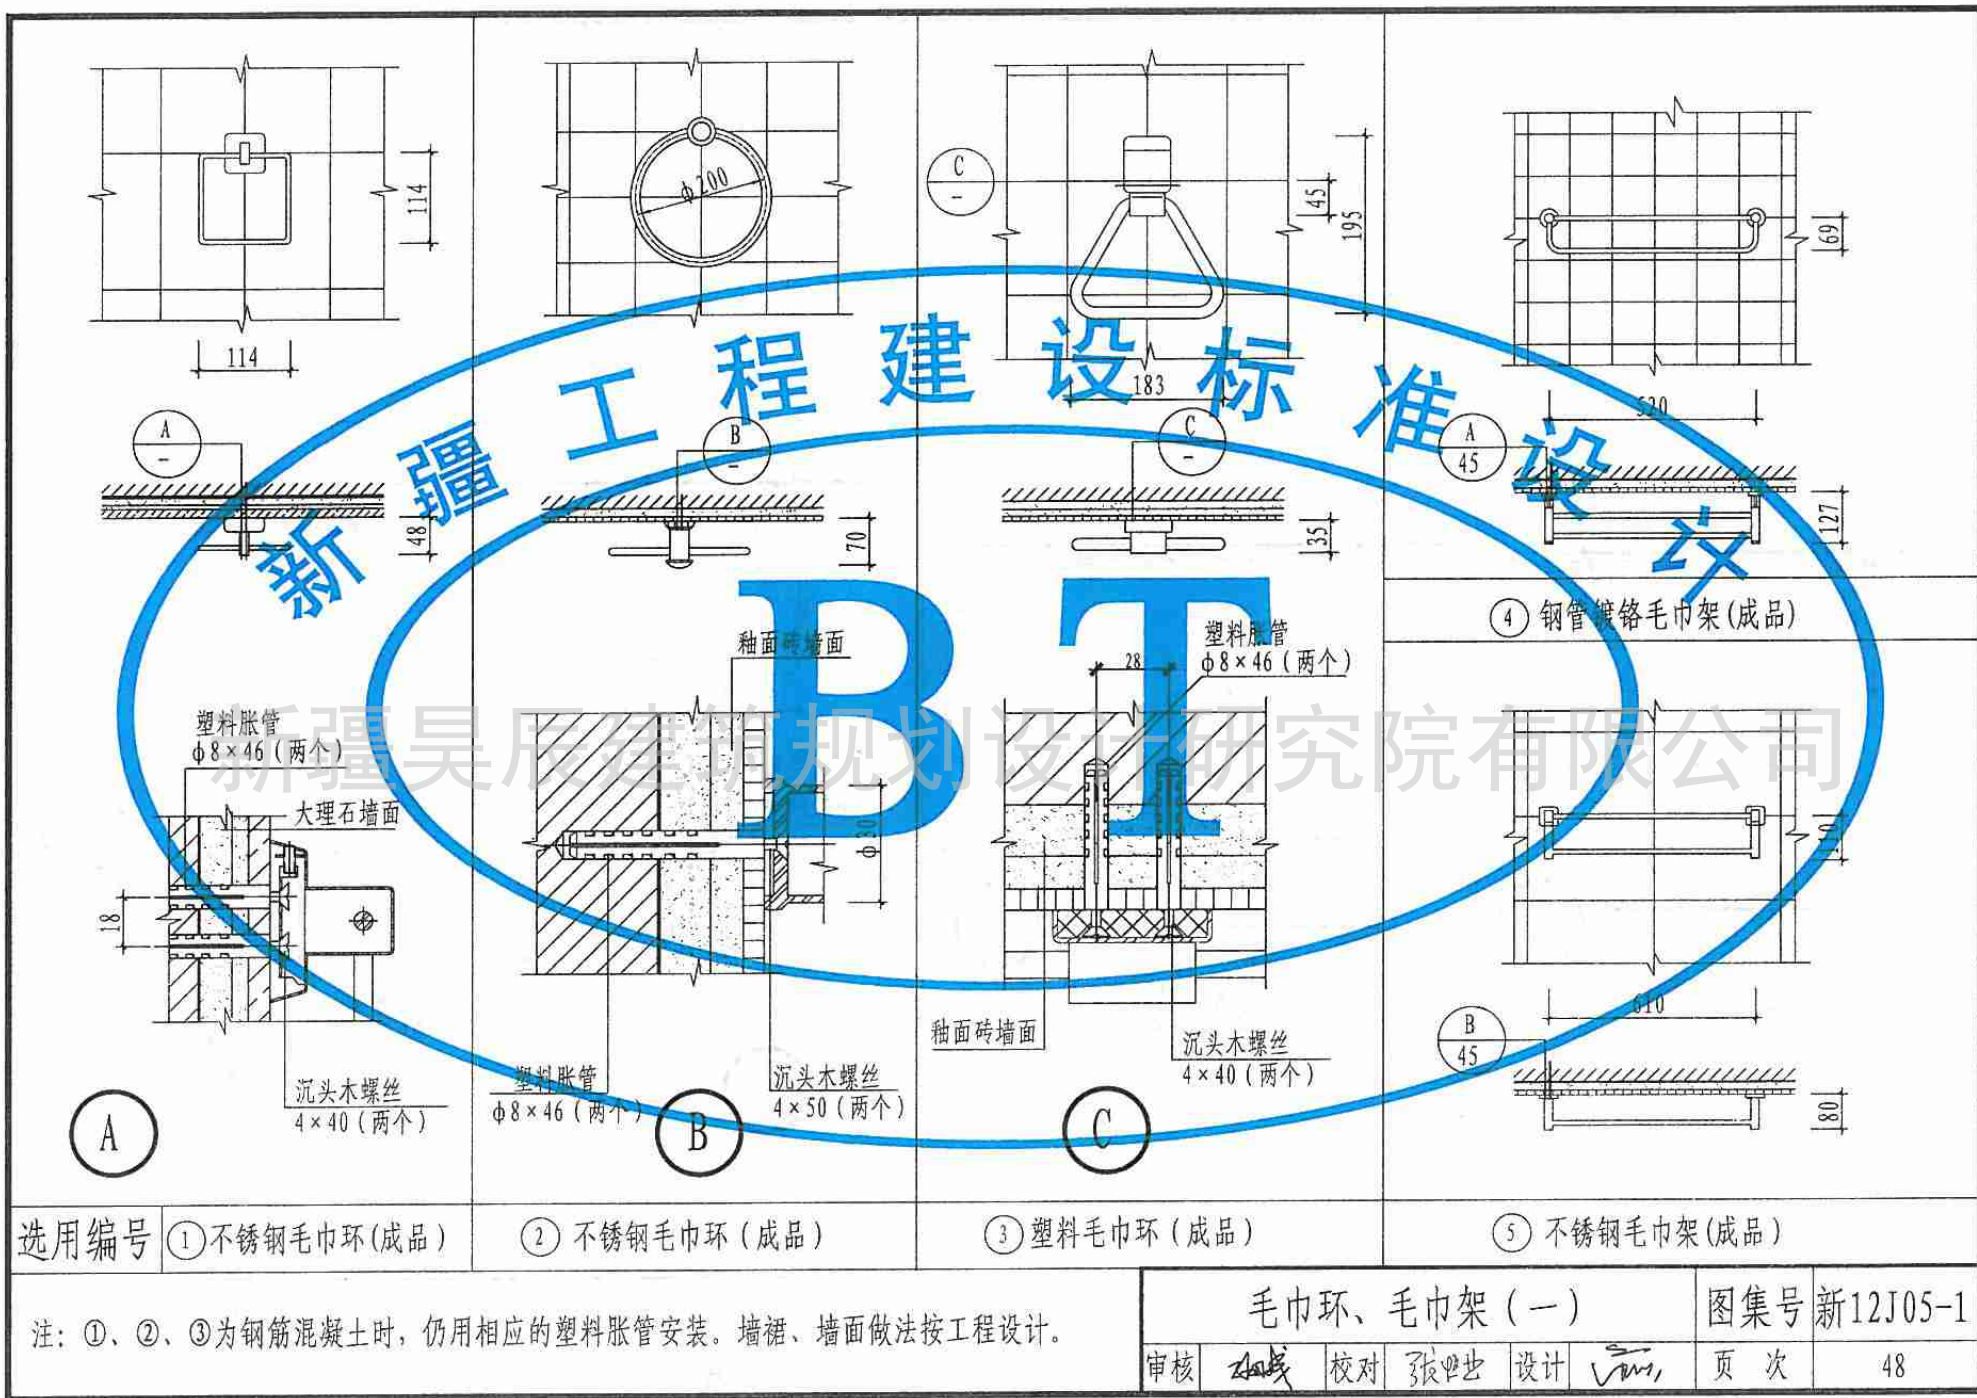 114
114
A
-
48
塑料胀管
ϕ8×46(两个)
大理石墙面
18
沉头木螺丝
4×40(两个)
A
ϕ200
B
-
70
釉面砖墙面
ϕ30
塑料胀管
ϕ8×46(两个)
沉头木螺丝
4×50(两个)
B
C
-
45
195
183
C
-
35
塑料胀管
ϕ8×46(两个)
28
釉面砖墙面
沉头木螺丝
4×40(两个)
C
69
520
A
45
127
④ 钢管镀铬毛巾架(成品)
610
B
45
80
新疆工程建设标准设计
BT
新疆昊辰建筑规划设计研究院有限公司
选用编号
①不锈钢毛巾环(成品)
② 不锈钢毛巾环(成品)
③塑料毛巾环(成品)
⑤ 不锈钢毛巾架(成品)
注: ①、②、③为钢筋混凝土时, 仍用相应的塑料胀管安装。墙裙、墙面做法按工程设计。
毛巾环、毛巾架(一)
图集号
新12J05-1
审核
校对
设计
页 次
48